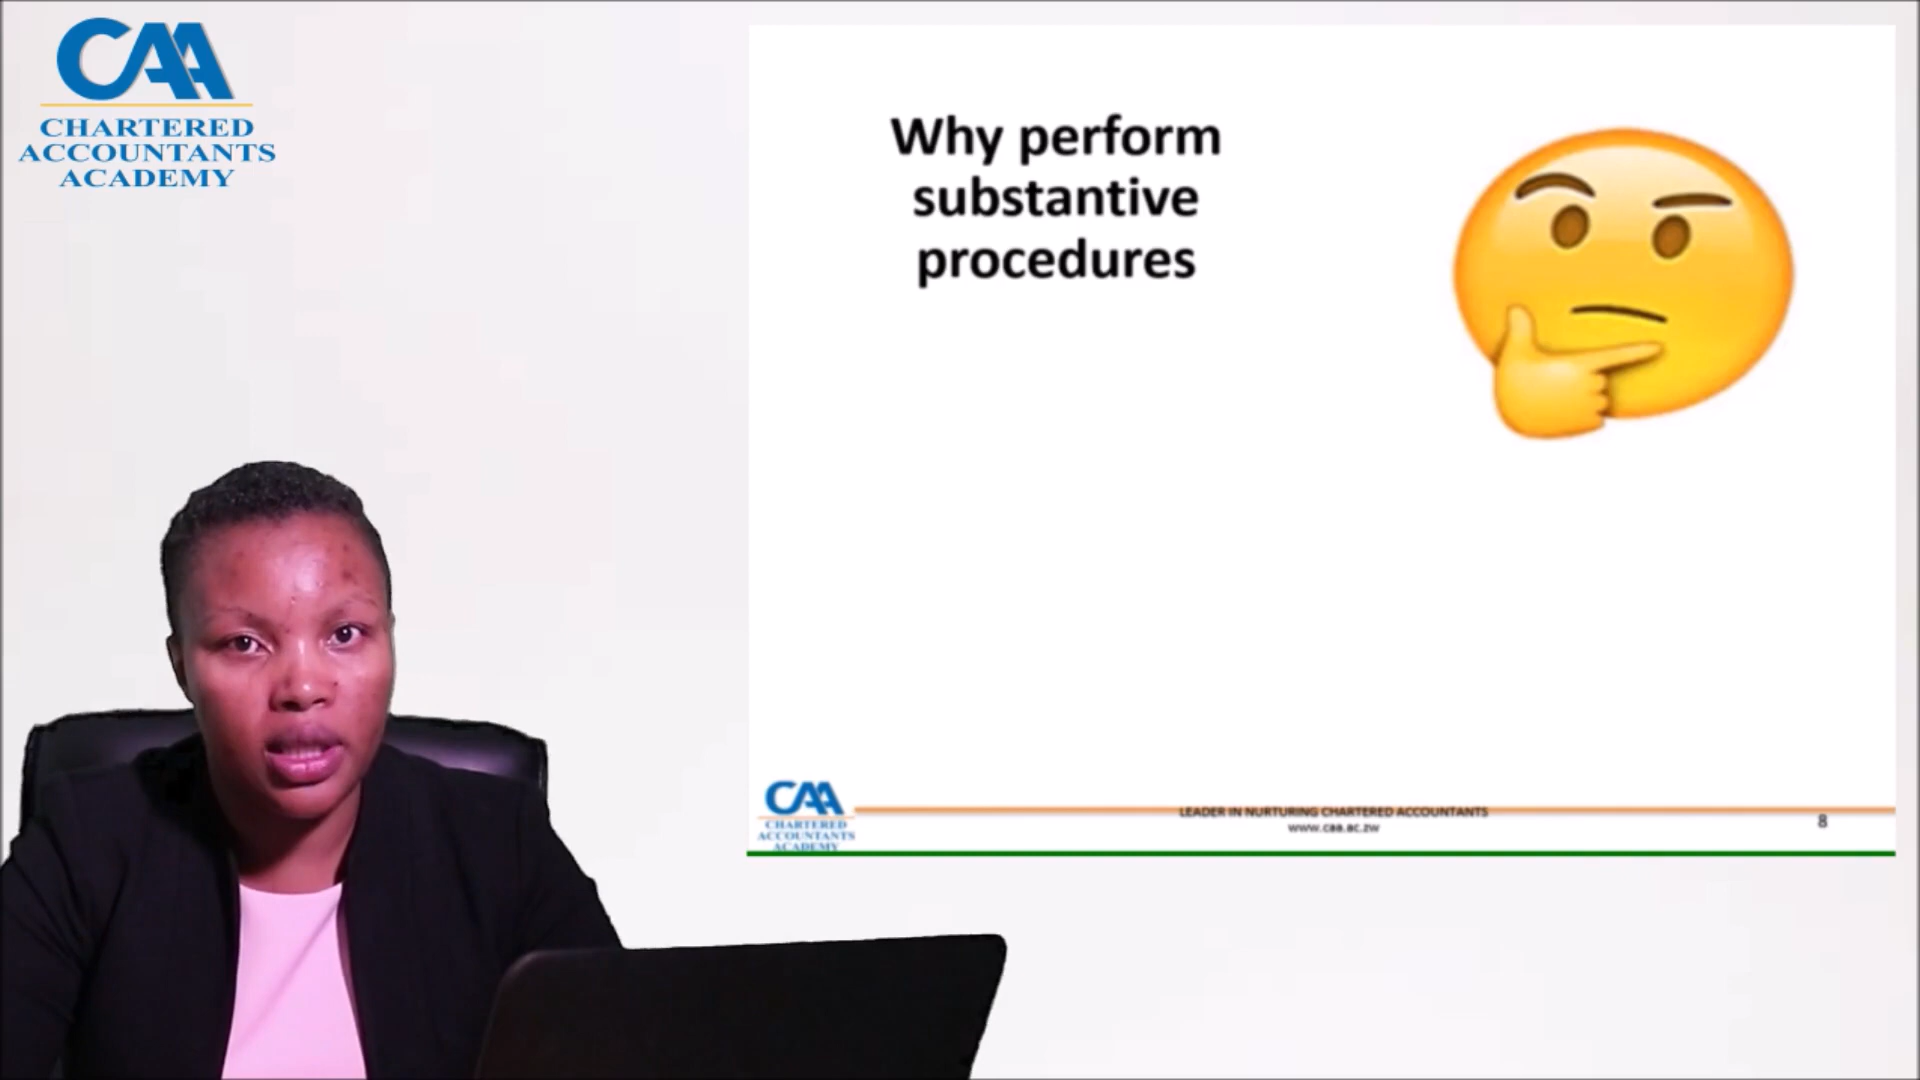 CAA
CHARTERED
ACCOUNTANTS
ACADEMY
Why perform
substantive
procedures
CAA
CHARTERED
ACCOUNTANTS
ACADEMY
LEADER IN NURTURING CHARTERED ACCOUNTANTS
www.caa.ac.zw
8